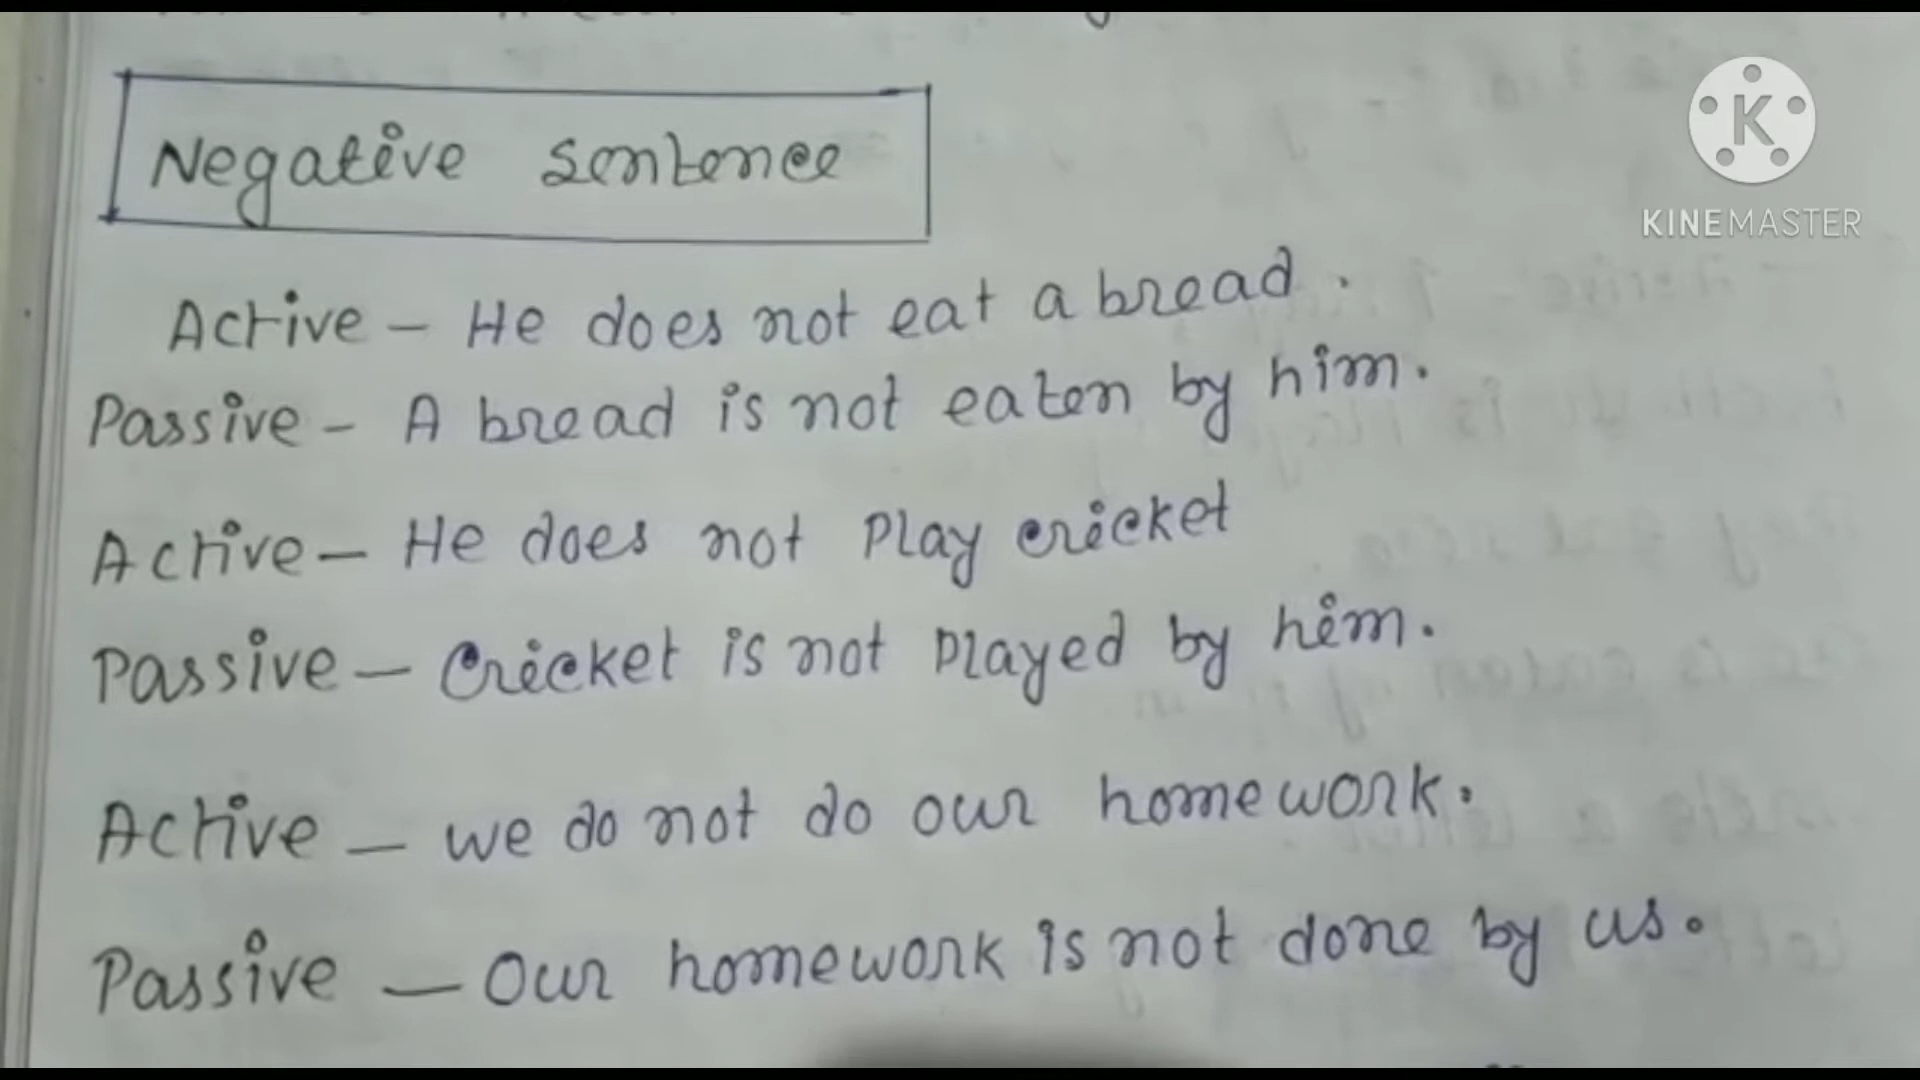 Negative sentence
K
KINEMASTER
Active - He does not eat a bread.
Passive - A bread is not eaten by him.
Active - He does not Play cricket
Passive - Cricket is not Played by him.
Active - we do not do our homework.
Passive - Our homework is not done by us.